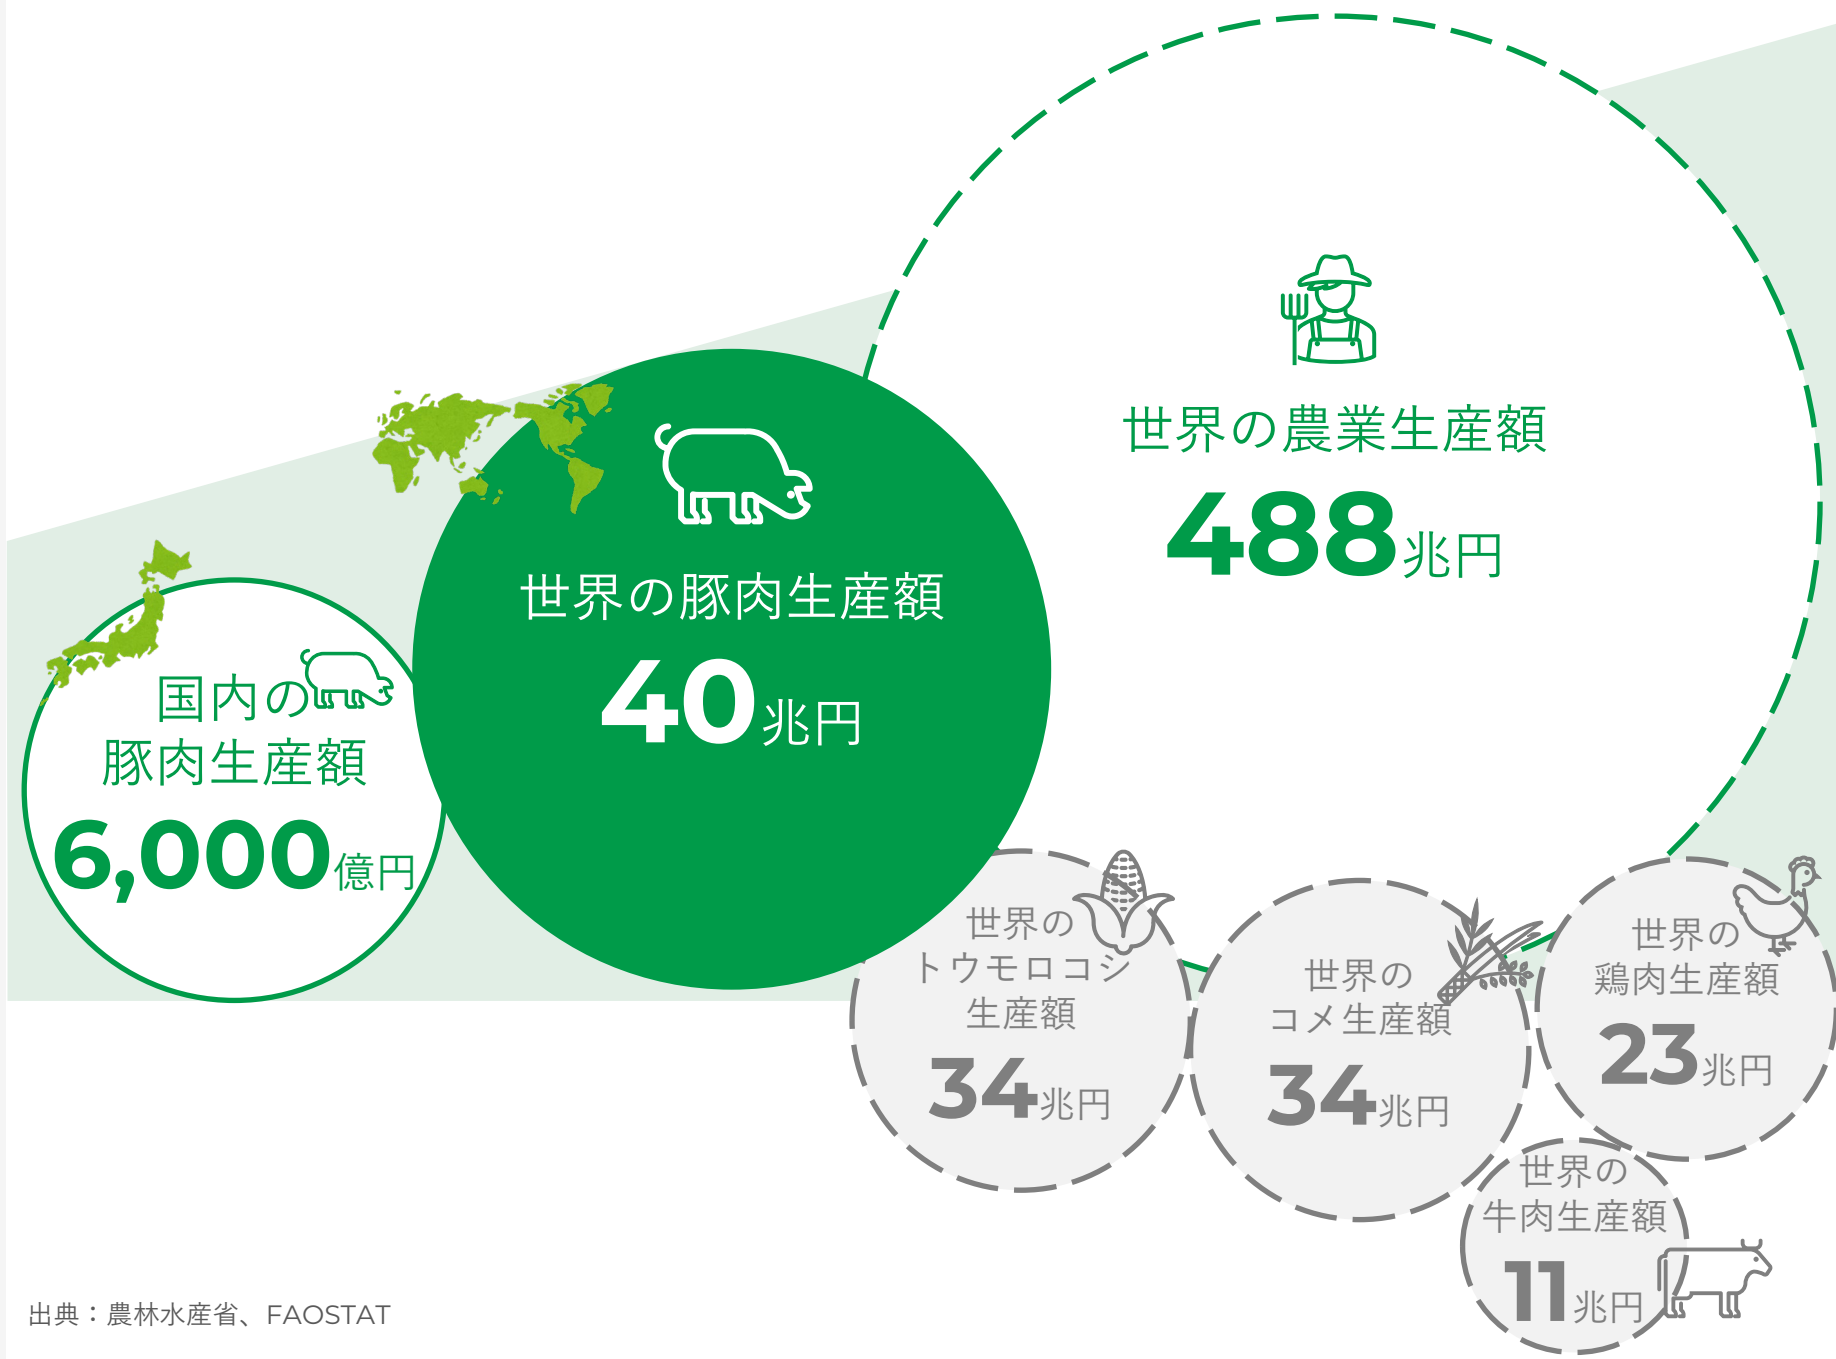 世界の農業生産額
488兆円
世界の豚肉生産額
40兆円
国内の
豚肉生産額
6,000億円
世界の
トウモロコシ
生産額
34兆円
世界の
コメ生産額
34兆円
世界の
鶏肉生産額
23兆円
世界の
牛肉生産額
11兆円
出典：農林水産省、FAOSTAT